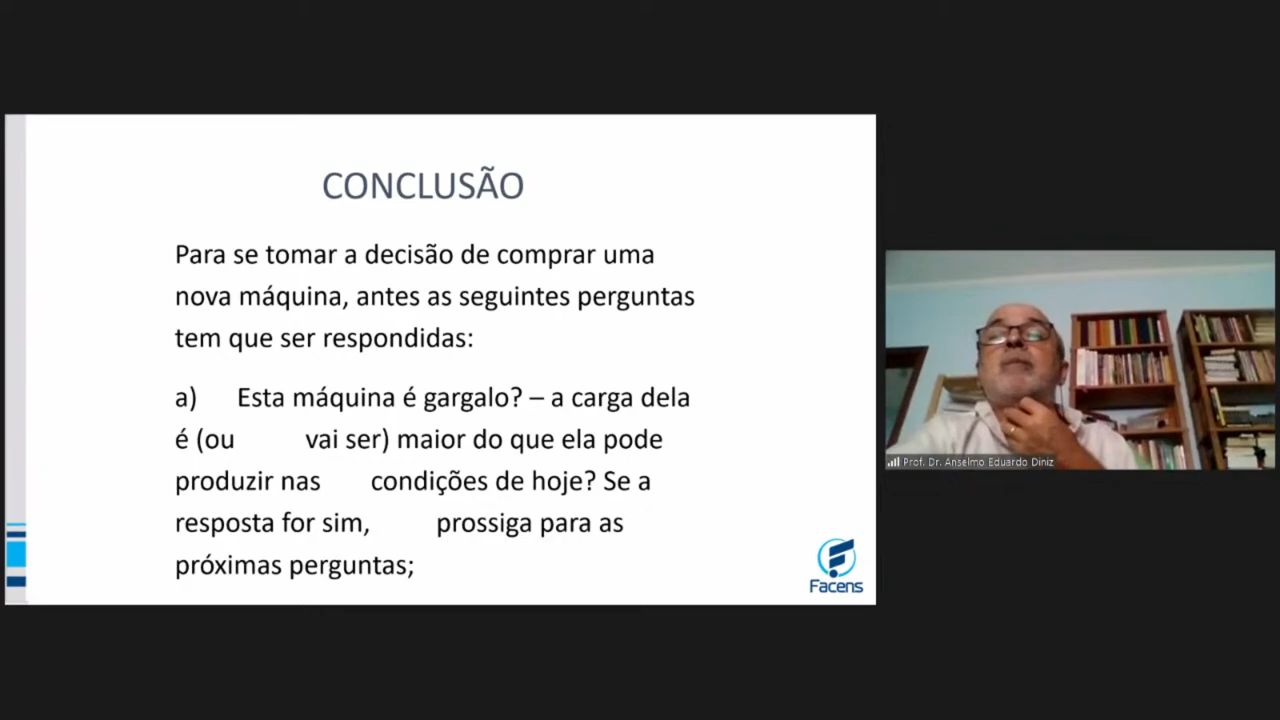 CONCLUSÃO
Para se tomar a decisão de comprar uma
nova máquina, antes as seguintes perguntas
tem que ser respondidas:
a) Esta máquina é gargalo? – a carga dela
é (ou vai ser) maior do que ela pode
produzir nas condições de hoje? Se a
resposta for sim, prossiga para as
próximas perguntas;
Facens
Prof. Dr. Anselmo Eduardo Diniz